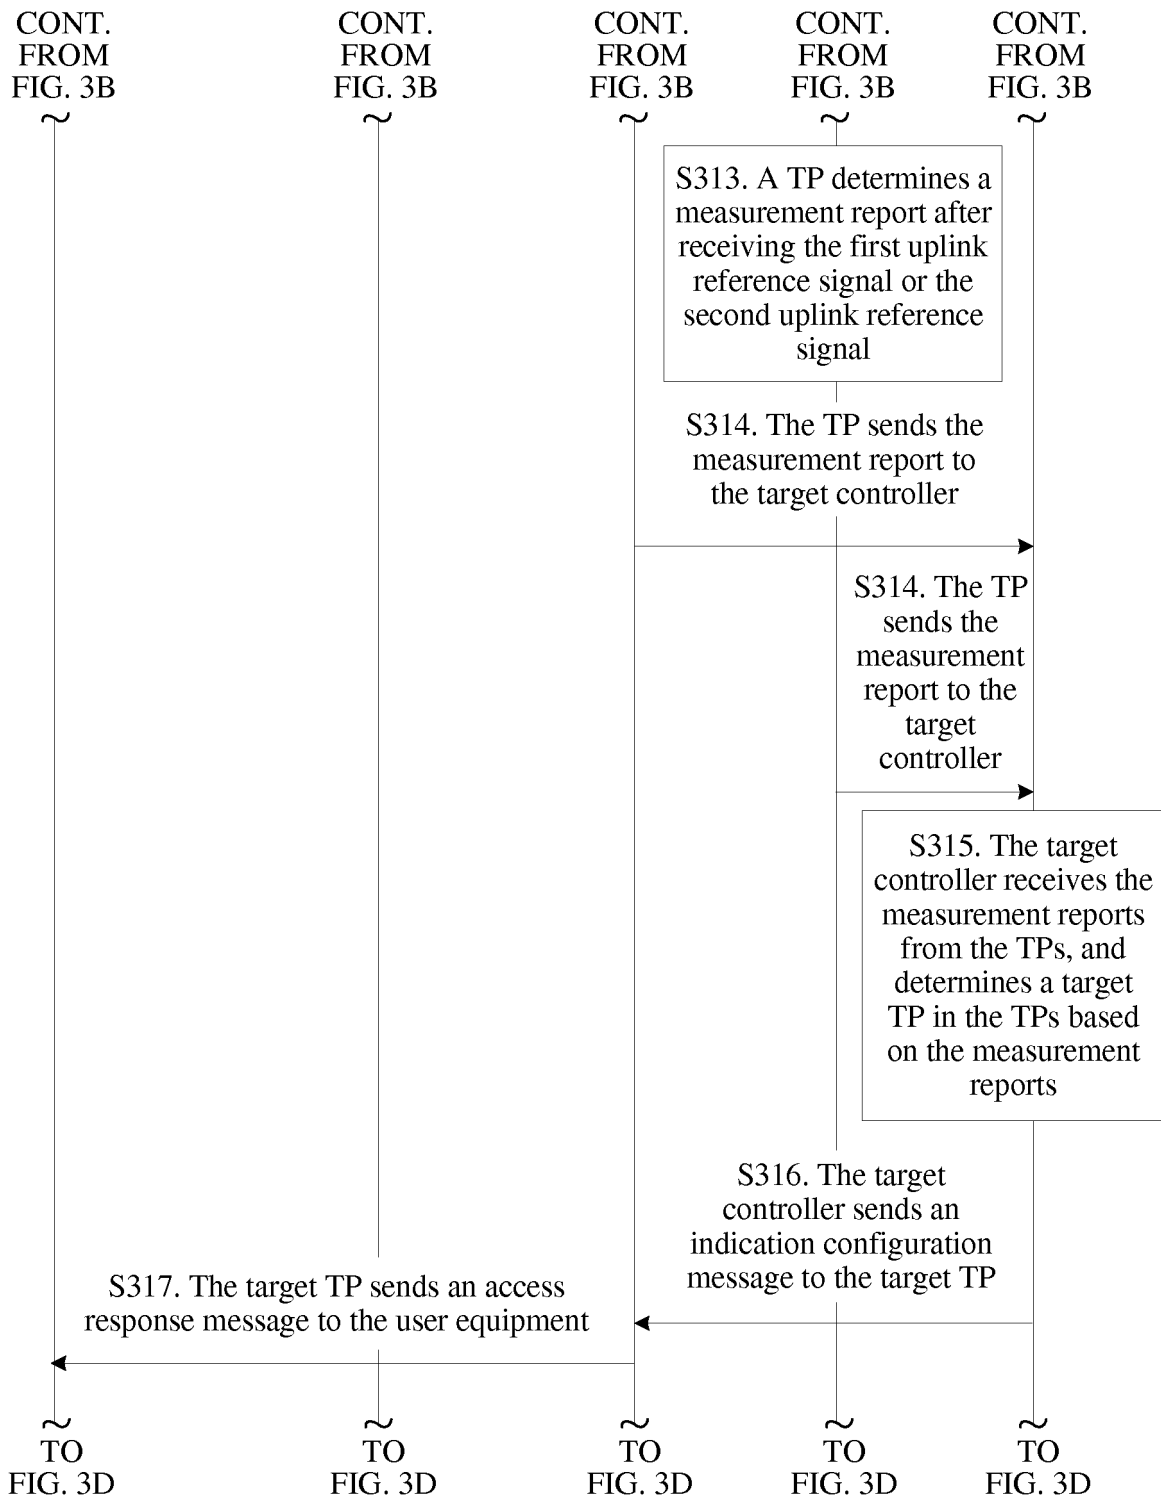 CONT.
FROM
FIG. 3B
CONT.
FROM
FIG. 3B
CONT.
FROM
FIG. 3B
CONT.
FROM
FIG. 3B
CONT.
FROM
FIG. 3B
S313. A TP determines a
measurement report after
receiving the first uplink
reference signal or the
second uplink reference
signal
S314. The TP sends the
measurement report to
the target controller
S314. The TP
sends the
measurement
report to the
target
controller
S315. The target
controller receives the
measurement reports
from the TPs, and
determines a target
TP in the TPs based
on the measurement
reports
S316. The target
controller sends an
indication configuration
message to the target TP
S317. The target TP sends an access
response message to the user equipment
TO
FIG. 3D
TO
FIG. 3D
TO
FIG. 3D
TO
FIG. 3D
TO
FIG. 3D